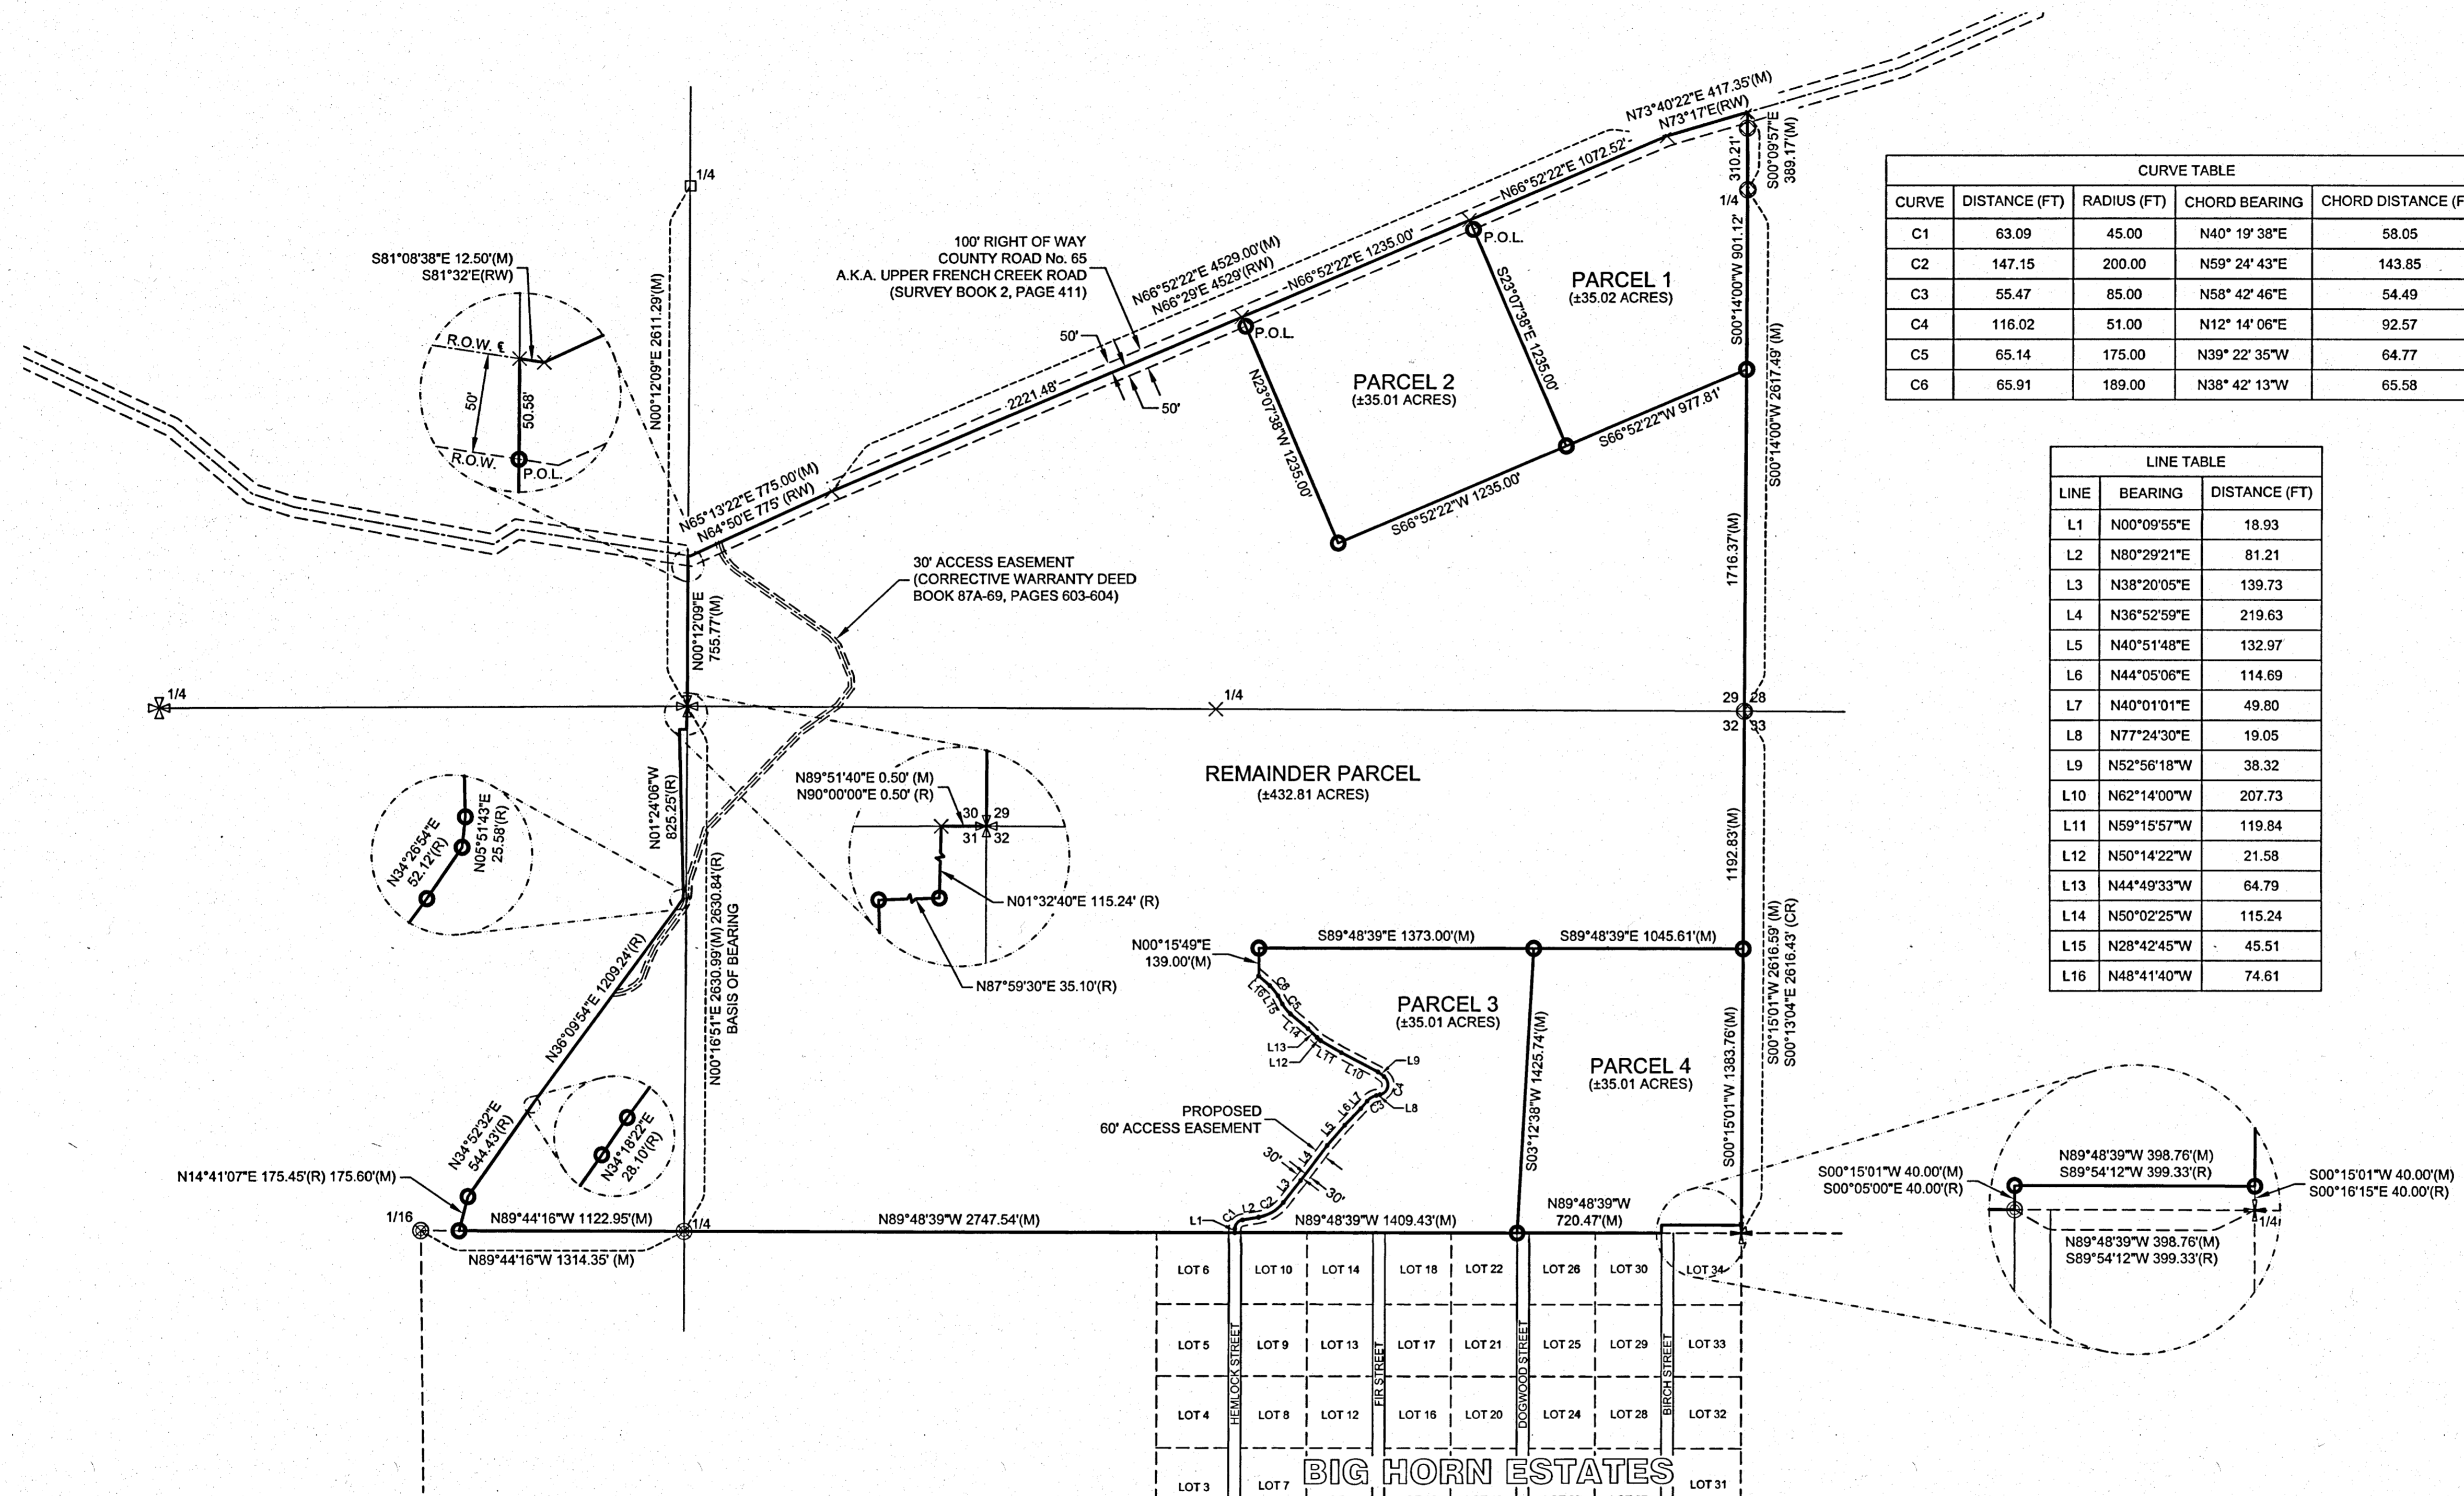 N73°40'22"E 417.35'(M)
N73°17'E(RW)
S00°09'57"E
389.17'(M)
310.21'
1/4
N66°52'22"E 1072.52'
1/4
S81°08'38"E 12.50'(M)
S81°32'E(RW)
R.O.W. ℄
50'
50.58'
R.O.W.
P.O.L.
N00°12'09"E 2611.29'(M)
100' RIGHT OF WAY
COUNTY ROAD No. 65
A.K.A. UPPER FRENCH CREEK ROAD
(SURVEY BOOK 2, PAGE 411)
N66°52'22"E 4529.00'(M)
N66°29'E 4529'(RW)
N66°52'22"E 1235.00'
P.O.L.
P.O.L.
50'
50'
2221.48'
PARCEL 1
(±35.02 ACRES)
S23°07'38"E 1235.00'
S00°14'00"W 901.12'
S00°14'00"W 2617.49' (M)
PARCEL 2
(±35.01 ACRES)
N23°07'38"W 1235.00'
S66°52'22"W 977.81'
S66°52'22"W 1235.00'
1716.37'(M)
N65°13'22"E 775.00'(M)
N64°50'E 775' (RW)
30' ACCESS EASEMENT
(CORRECTIVE WARRANTY DEED
BOOK 87A-69, PAGES 603-604)
N00°12'09"E
755.77'(M)
CURVE TABLE
CURVE DISTANCE (FT) RADIUS (FT) CHORD BEARING CHORD DISTANCE (F
C1 63.09 45.00 N40° 19' 38"E 58.05
C2 147.15 200.00 N59° 24' 43"E 143.85
C3 55.47 85.00 N58° 42' 46"E 54.49
C4 116.02 51.00 N12° 14' 06"E 92.57
C5 65.14 175.00 N39° 22' 35"W 64.77
C6 65.91 189.00 N38° 42' 13"W 65.58
LINE TABLE
LINE BEARING DISTANCE (FT)
L1 N00°09'55"E 18.93
L2 N80°29'21"E 81.21
L3 N38°20'05"E 139.73
L4 N36°52'59"E 219.63
L5 N40°51'48"E 132.97
L6 N44°05'06"E 114.69
L7 N40°01'01"E 49.80
L8 N77°24'30"E 19.05
L9 N52°56'18"W 38.32
L10 N62°14'00"W 207.73
L11 N59°15'57"W 119.84
L12 N50°14'22"W 21.58
L13 N44°49'33"W 64.79
L14 N50°02'25"W 115.24
L15 N28°42'45"W 45.51
L16 N48°41'40"W 74.61
1/4
1/4
29 28
32 33
REMAINDER PARCEL
(±432.81 ACRES)
N01°24'06"W
825.25'(R)
N89°51'40"E 0.50' (M)
N90°00'00"E 0.50' (R)
30 29
31 32
N01°32'40"E 115.24' (R)
N87°59'30"E 35.10'(R)
N34°26'54"E
52.12'(R)
N05°51'43"E
25.58'(R)
N00°16'51"E 2630.99'(M) 2630.84'(R)
BASIS OF BEARING
1192.83'(M)
S00°15'01"W 2616.59' (M)
S00°13'04"E 2616.43' (CR)
S89°48'39"E 1373.00'(M)
S89°48'39"E 1045.61'(M)
N00°15'49"E
139.00'(M)
L16
C6
L15
C5
L14
L13
L12
L11
L10
L9
C4
L8
C3
L7
L6
L5
L4
L3
C2
L2
C1
L1
PARCEL 3
(±35.01 ACRES)
S03°12'38"W 1425.74'(M)
PARCEL 4
(±35.01 ACRES)
S00°15'01"W 1383.76'(M)
PROPOSED
60' ACCESS EASEMENT
30'
30'
N36°09'54"E 1209.24'(R)
N34°52'32"E
544.43'(R)
N34°18'22"E
28.10'(R)
N14°41'07"E 175.45'(R) 175.60'(M)
1/16
N89°44'16"W 1122.95'(M)
1/4
N89°44'16"W 1314.35' (M)
N89°48'39"W 2747.54'(M)
N89°48'39"W 1409.43'(M)
N89°48'39"W
720.47'(M)
S00°15'01"W 40.00'(M)
S00°05'00"E 40.00'(R)
N89°48'39"W 398.76'(M)
S89°54'12"W 399.33'(R)
S00°15'01"W 40.00'(M)
S00°16'15"E 40.00'(R)
1/4
N89°48'39"W 398.76'(M)
S89°54'12"W 399.33'(R)
LOT 6 LOT 10 LOT 14 LOT 18 LOT 22 LOT 26 LOT 30 LOT 34
LOT 5 LOT 9 LOT 13 LOT 17 LOT 21 LOT 25 LOT 29 LOT 33
HEMLOCK STREET
FIR STREET
DOGWOOD STREET
BIRCH STREET
LOT 4 LOT 8 LOT 12 LOT 16 LOT 20 LOT 24 LOT 28 LOT 32
BIG HORN ESTATES
LOT 3 LOT 7 LOT 31